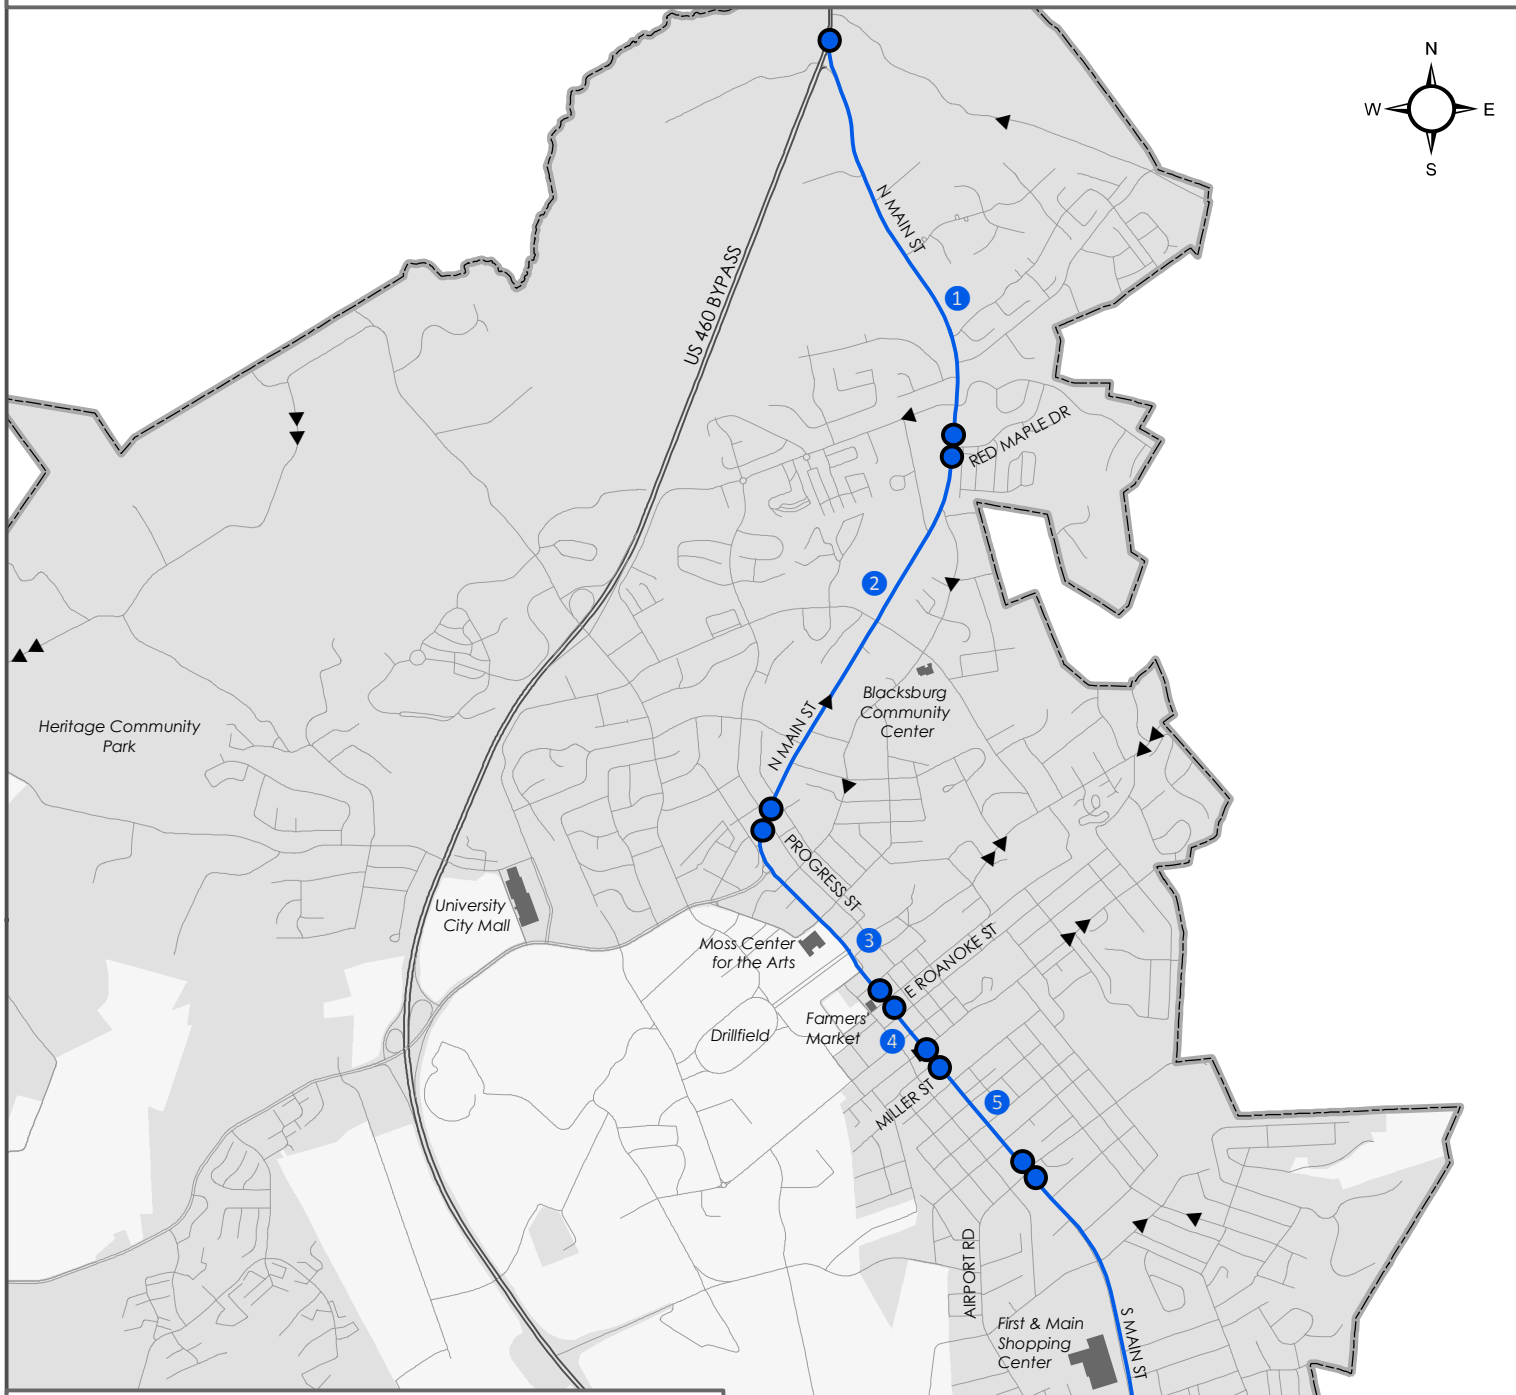 N
W
E
S
N MAIN ST
US 460 BYPASS
1
RED MAPLE DR
2
Blacksburg
Community
Center
N MAIN ST
Heritage Community
Park
PROGRESS ST
University
City Mall
3
Moss Center
for the Arts
E ROANOKE ST
Farmers'
Market
Drillfield
4
MILLER ST
5
AIRPORT RD
First & Main
Shopping
Center
S MAIN ST